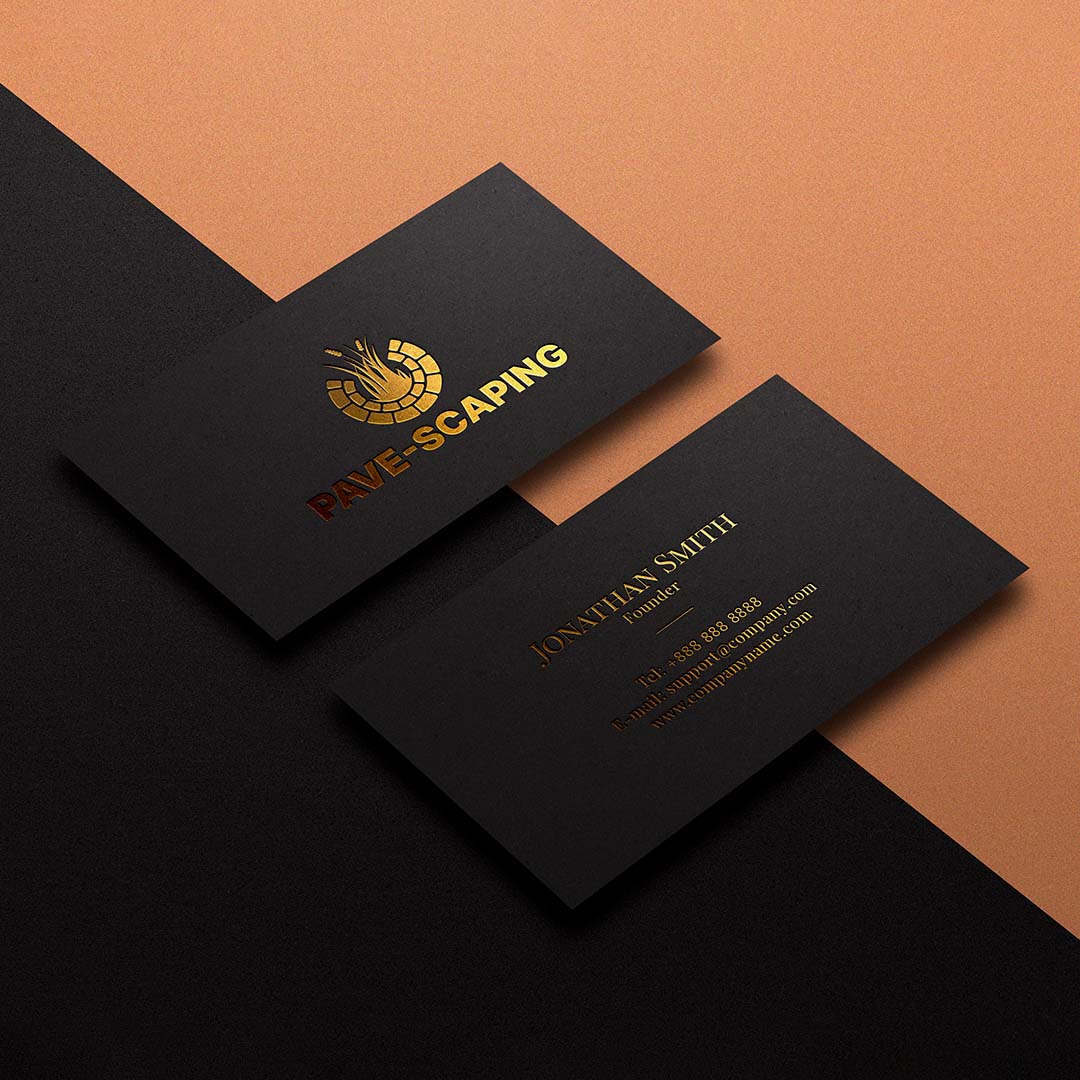 PAVE-SCAPING
JONATHAN SMITH
Founder
Tel: +888 888 8888
E-mail: support@company.com
www.companyname.com